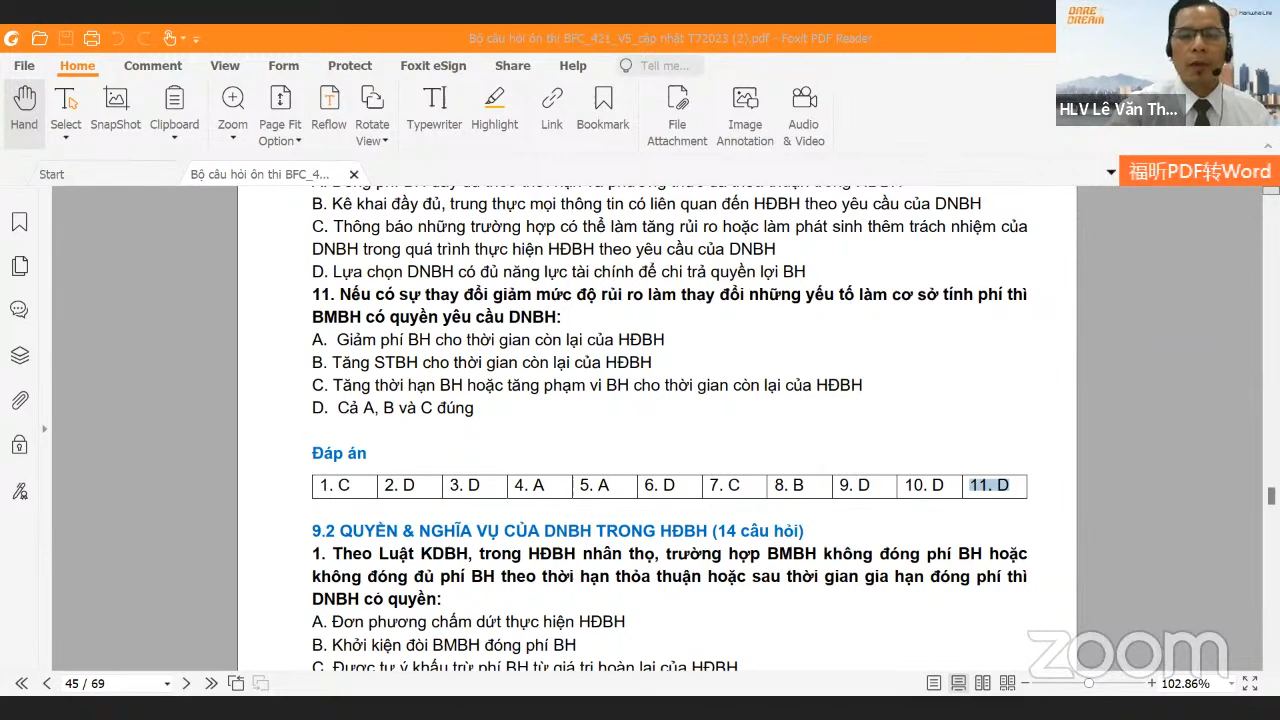 DARE DREAM
Hanwha Life
Bộ câu hỏi ôn thi BFC_421_V5_cập nhật T72023 (2).pdf - Foxit PDF Reader
File Home Comment View Form Protect Foxit eSign Share Help Tell me...
HLV Lê Văn Th...
Hand Select SnapShot Clipboard Zoom Page Fit Option Reflow Rotate View Typewriter Highlight Link Bookmark File Attachment Image Annotation Audio & Video
Start Bộ câu hỏi ôn thi BFC_4...
福昕PDF转Word
B. Kê khai đầy đủ, trung thực mọi thông tin có liên quan đến HĐBH theo yêu cầu của DNBH
C. Thông báo những trường hợp có thể làm tăng rủi ro hoặc làm phát sinh thêm trách nhiệm của
DNBH trong quá trình thực hiện HĐBH theo yêu cầu của DNBH
D. Lựa chọn DNBH có đủ năng lực tài chính để chi trả quyền lợi BH
11. Nếu có sự thay đổi giảm mức độ rủi ro làm thay đổi những yếu tố làm cơ sở tính phí thì
BMBH có quyền yêu cầu DNBH:
A. Giảm phí BH cho thời gian còn lại của HĐBH
B. Tăng STBH cho thời gian còn lại của HĐBH
C. Tăng thời hạn BH hoặc tăng phạm vi BH cho thời gian còn lại của HĐBH
D. Cả A, B và C đúng
Đáp án
1. C 2. D 3. D 4. A 5. A 6. D 7. C 8. B 9. D 10. D 11. D
9.2 QUYỀN & NGHĨA VỤ CỦA DNBH TRONG HĐBH (14 câu hỏi)
1. Theo Luật KDBH, trong HĐBH nhân thọ, trường hợp BMBH không đóng phí BH hoặc
không đóng đủ phí BH theo thời hạn thỏa thuận hoặc sau thời gian gia hạn đóng phí thì
DNBH có quyền:
A. Đơn phương chấm dứt thực hiện HĐBH
B. Khởi kiện đòi BMBH đóng phí BH
C. Được tự ý khấu trừ phí BH từ giá trị hoàn lại của HĐBH
zoom
45 / 69
102.86%